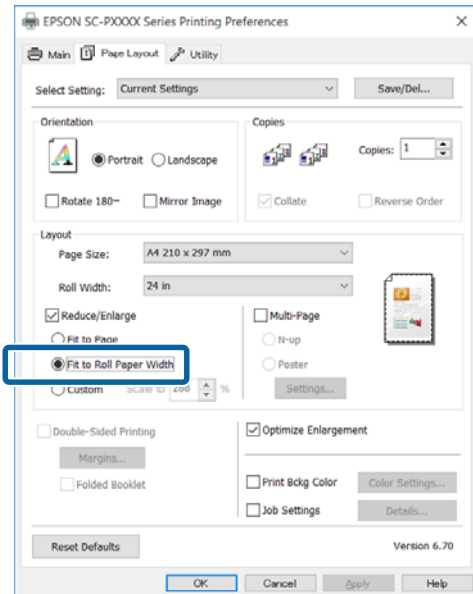 EPSON SC-PXXXX Series Printing Preferences
Main Page Layout Utility
Select Setting: Current Settings Save/Del...
Orientation
Portrait Landscape
Rotate 180° Mirror Image
Copies
Copies: 1
Collate Reverse Order
Layout
Page Size: A4 210 x 297 mm
Roll Width: 24 in
Reduce/Enlarge
Fit to Page
Fit to Roll Paper Width
Custom Scale to 288 %
Multi-Page
N-up
Poster
Settings...
Double-Sided Printing
Margins...
Folded Booklet
Optimize Enlargement
Print Bckg Color Color Settings...
Job Settings Details...
Reset Defaults Version 6.70
OK Cancel Apply Help